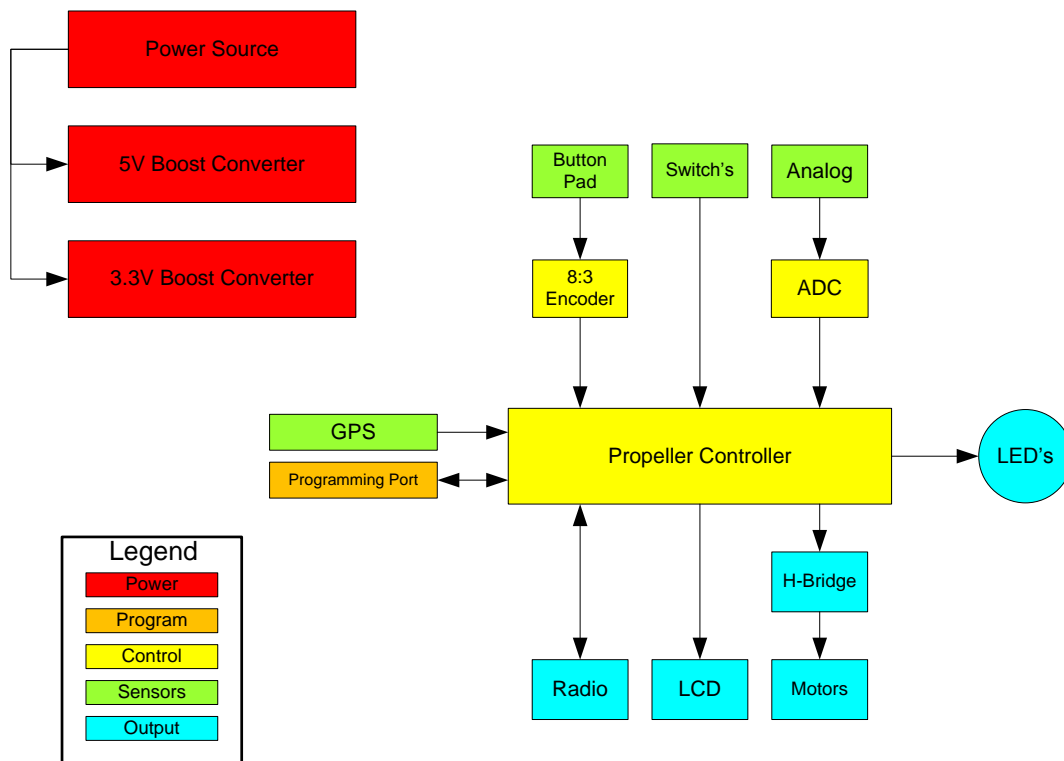 Power Source
5V Boost Converter
3.3V Boost Converter
Button
Pad
Switch's
Analog
8:3
Encoder
ADC
GPS
Programming Port
Propeller Controller
LED's
H-Bridge
Radio
LCD
Motors
Legend
Power
Program
Control
Sensors
Output